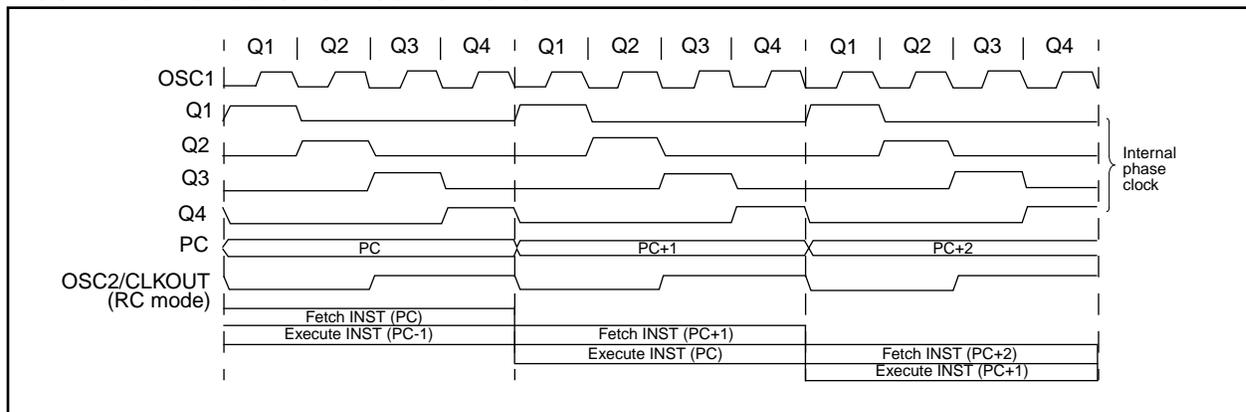 Q1 Q2 Q3 Q4 Q1 Q2 Q3 Q4 Q1 Q2 Q3 Q4
OSC1
Q1
Q2
Q3
Q4
PC
PC PC+1 PC+2
OSC2/CLKOUT
(RC mode)
Internal
phase
clock
Fetch INST (PC)
Execute INST (PC-1) Fetch INST (PC+1)
Execute INST (PC) Fetch INST (PC+2)
Execute INST (PC+1)